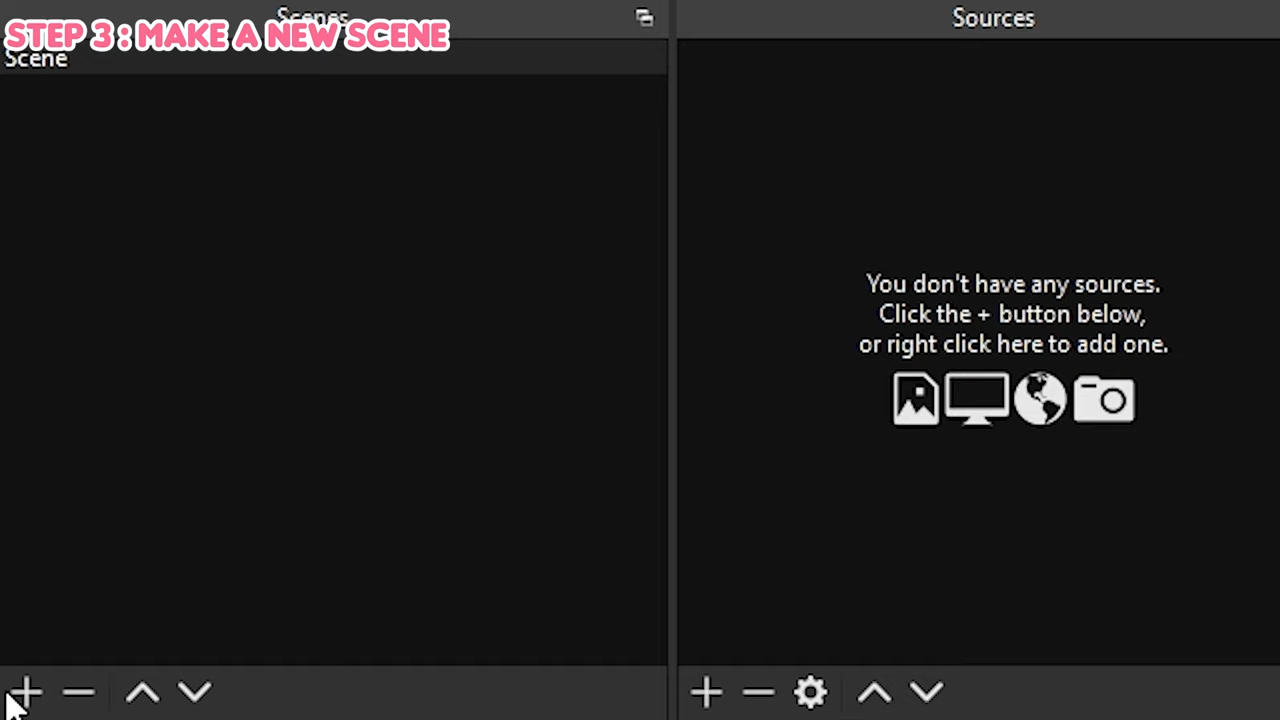 Scenes
STEP 3 : MAKE A NEW SCENE
Scene
Sources
You don't have any sources.
Click the + button below,
or right click here to add one.